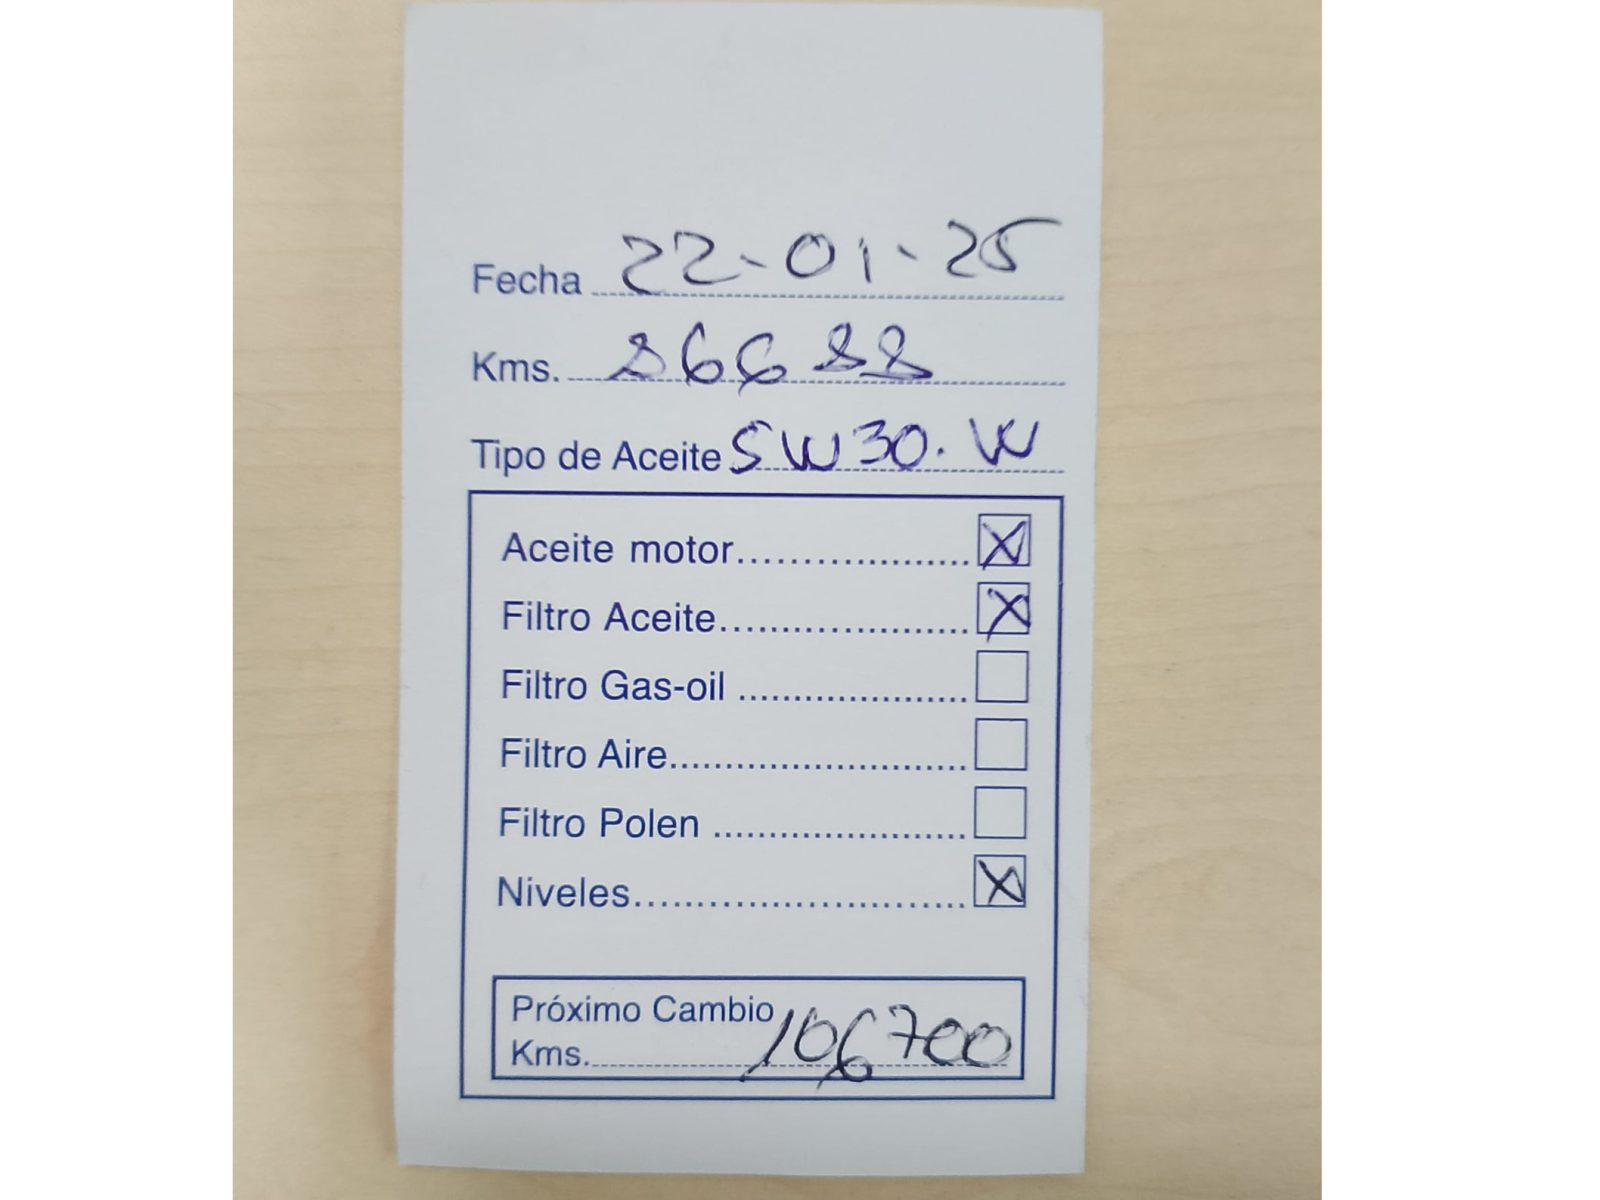 Fecha 22-01-25
Kms. 86688
Tipo de Aceite 5W30. W
Aceite motor.................... X
Filtro Aceite...................... X
Filtro Gas-oil ....................
Filtro Aire..........................
Filtro Polen ......................
Niveles............................. X
Próximo Cambio
Kms. 106700